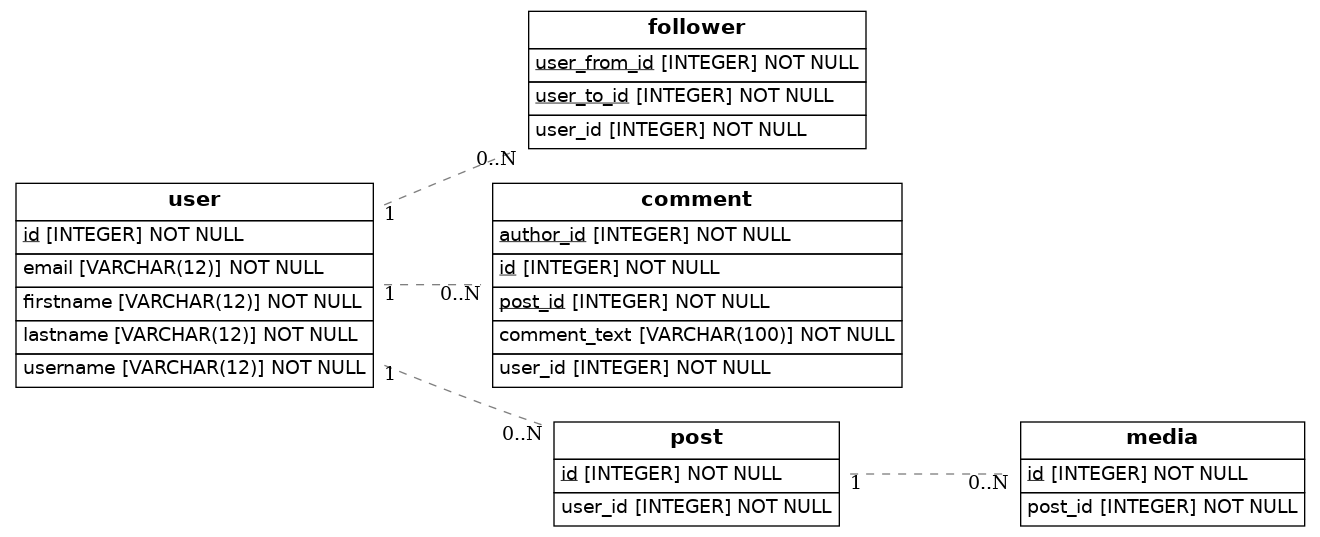 follower
user_from_id [INTEGER] NOT NULL
user_to_id [INTEGER] NOT NULL
user_id [INTEGER] NOT NULL
0..N
1
user
id [INTEGER] NOT NULL
email [VARCHAR(12)] NOT NULL
firstname [VARCHAR(12)] NOT NULL
lastname [VARCHAR(12)] NOT NULL
username [VARCHAR(12)] NOT NULL
comment
author_id [INTEGER] NOT NULL
id [INTEGER] NOT NULL
post_id [INTEGER] NOT NULL
comment_text [VARCHAR(100)] NOT NULL
user_id [INTEGER] NOT NULL
1
0..N
1
0..N
post
id [INTEGER] NOT NULL
user_id [INTEGER] NOT NULL
1
0..N
media
id [INTEGER] NOT NULL
post_id [INTEGER] NOT NULL